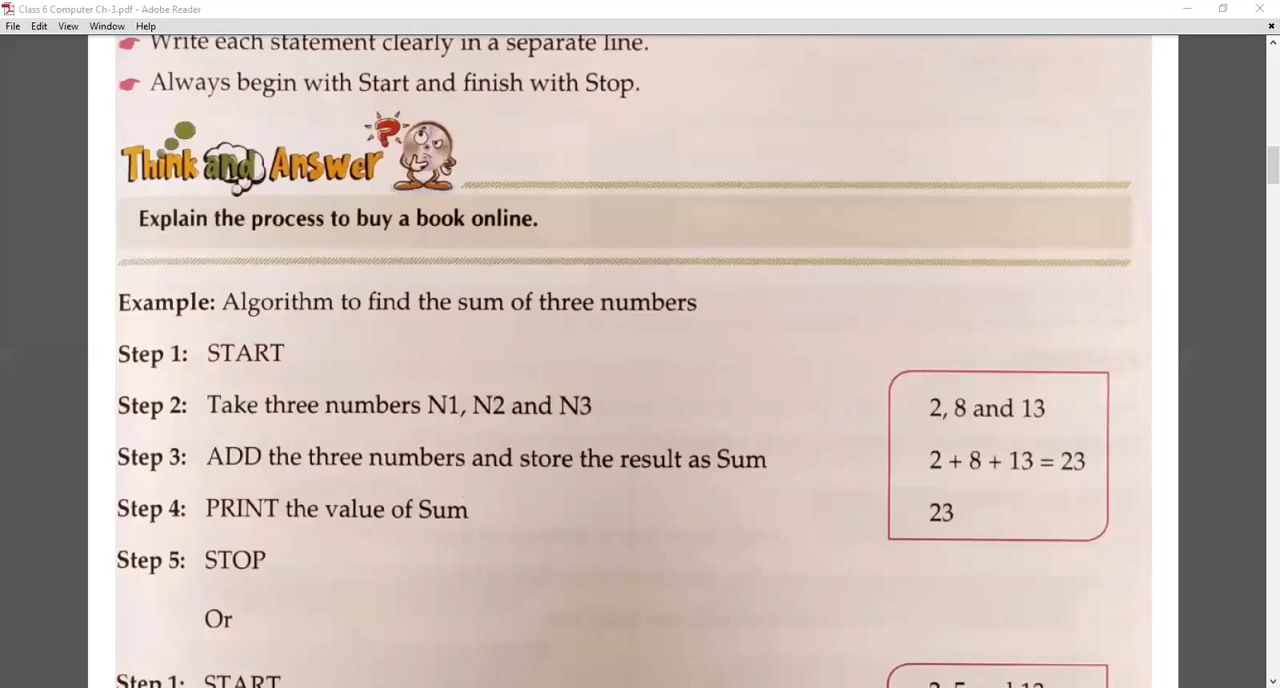 Class 6 Computer Ch-3.pdf - Adobe Reader
File Edit View Window Help
Write each statement clearly in a separate line.
Always begin with Start and finish with Stop.
Think and Answer ?
Explain the process to buy a book online.
Example: Algorithm to find the sum of three numbers
Step 1: START
Step 2: Take three numbers N1, N2 and N3
2, 8 and 13
Step 3: ADD the three numbers and store the result as Sum
2 + 8 + 13 = 23
Step 4: PRINT the value of Sum
23
Step 5: STOP
Or
Step 1: START